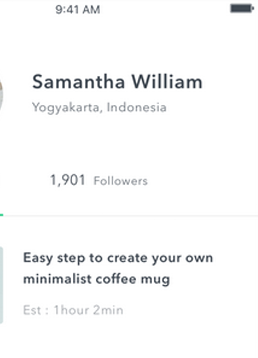 9:41 AM
Samantha William
Yogyakarta, Indonesia
1,901 Followers
Easy step to create your own
minimalist coffee mug
Est : 1hour 2min